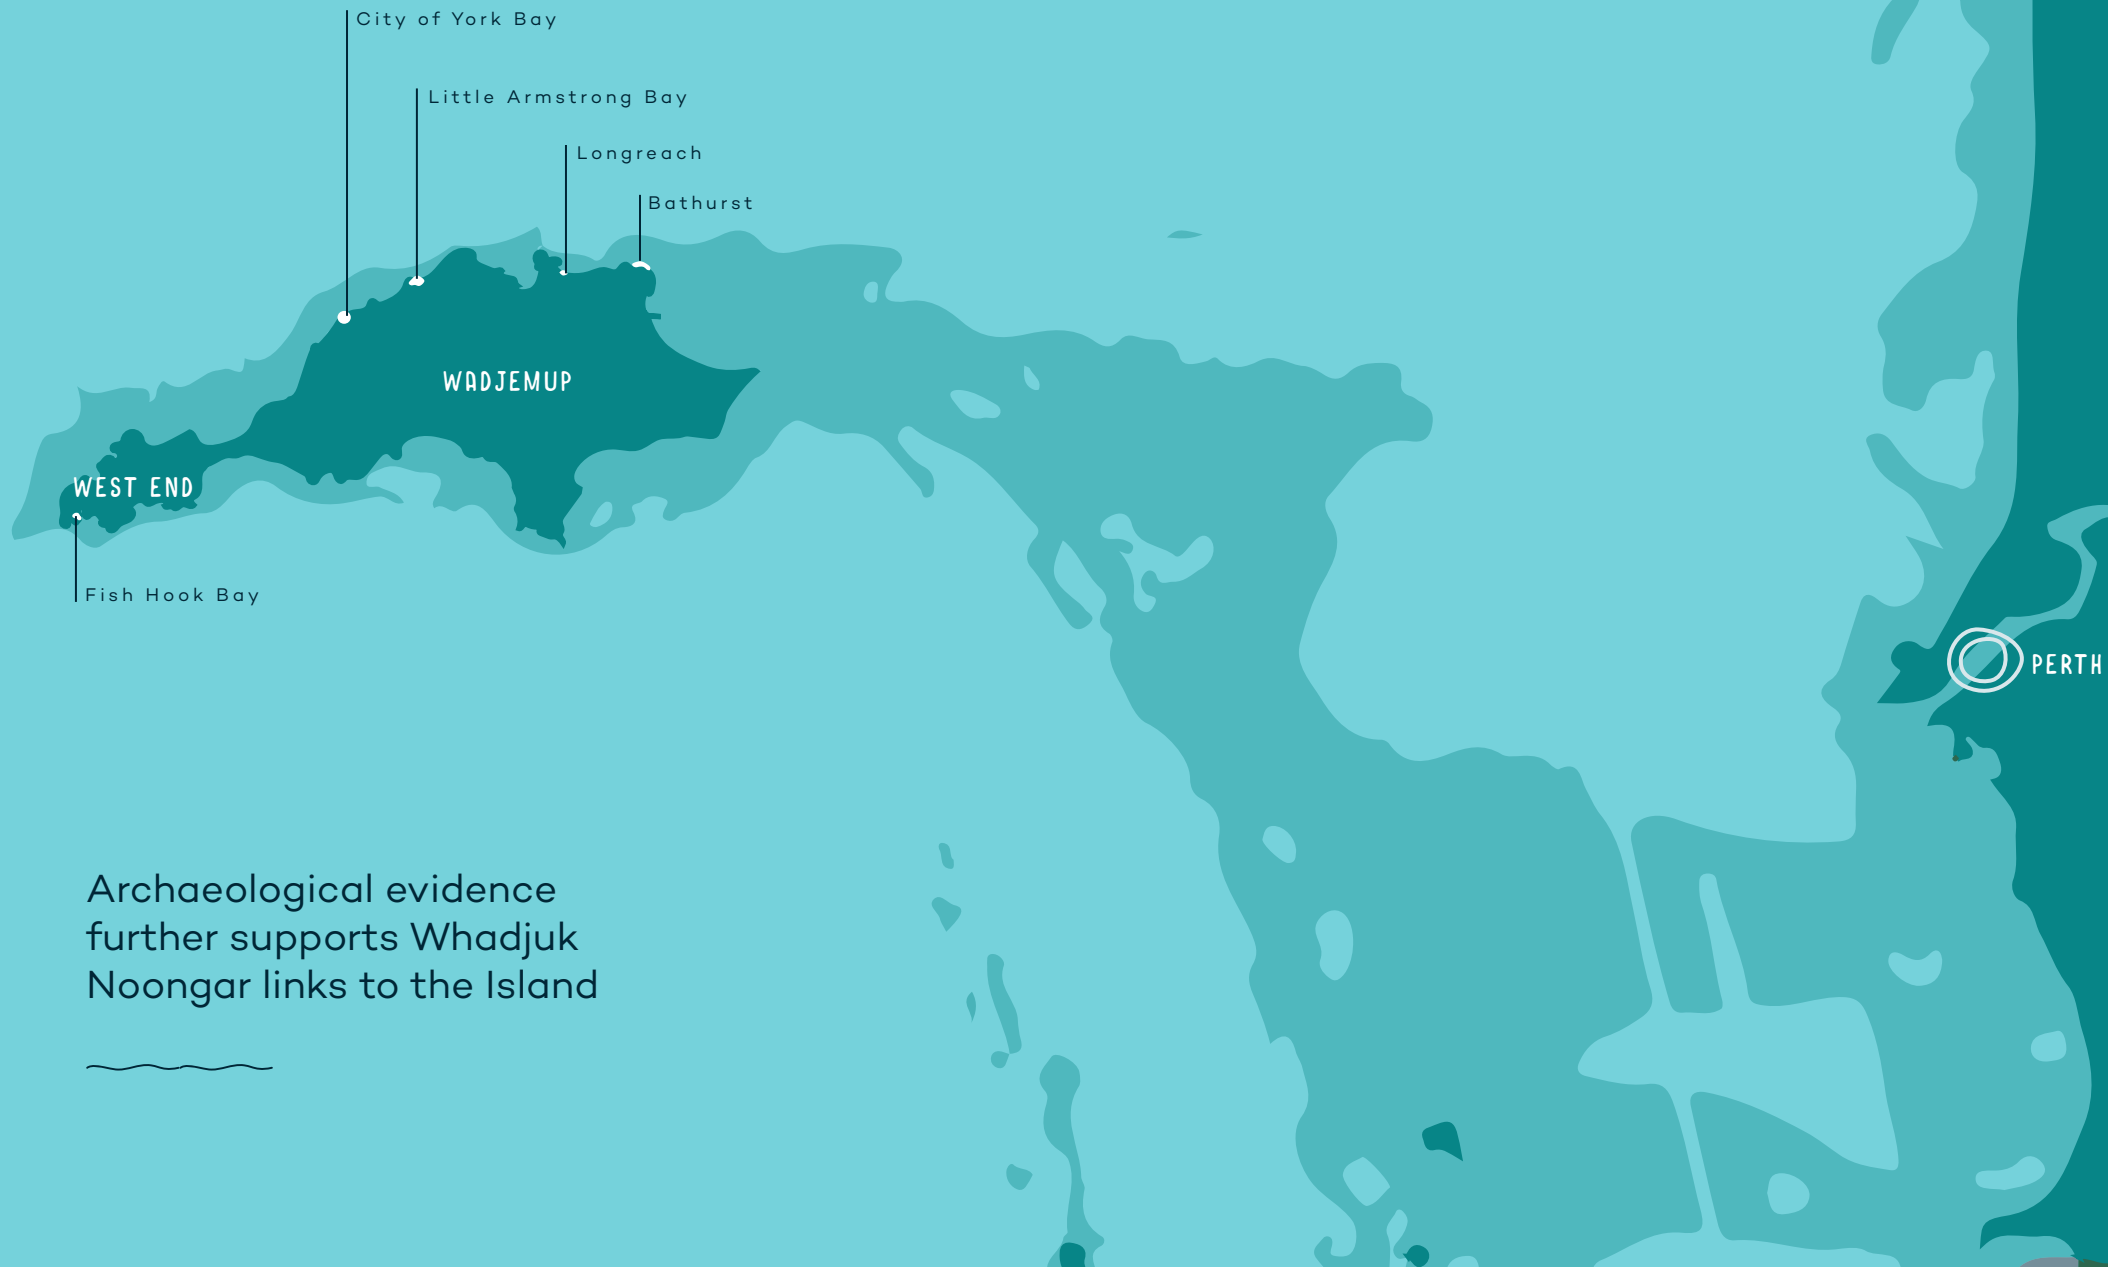 City of York Bay
Little Armstrong Bay
Longreach
Bathurst
WADJEMUP
WEST END
Fish Hook Bay
PERTH
Archaeological evidence
further supports Whadjuk
Noongar links to the Island